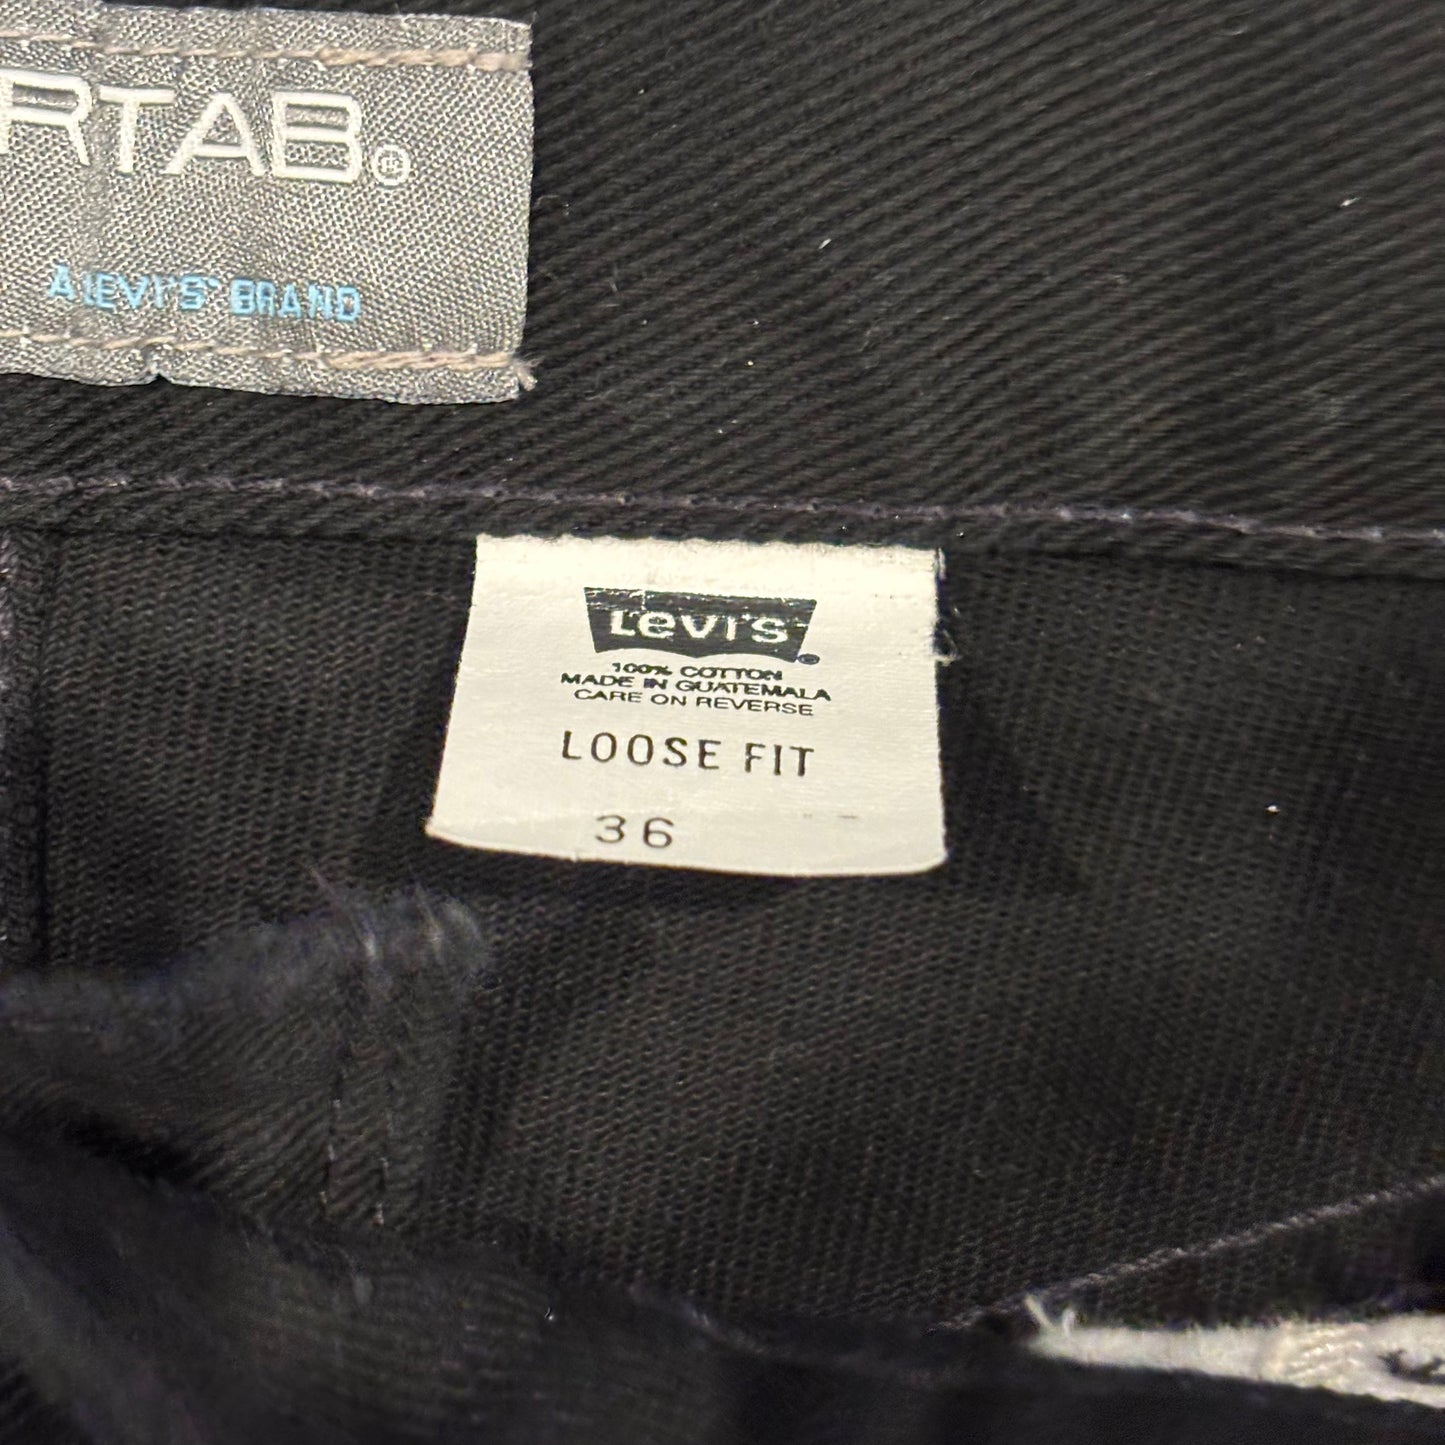 RTAB®
A LEVI'S® BRAND
Levi's®
100% COTTON
MADE IN GUATEMALA
CARE ON REVERSE
LOOSE FIT
36